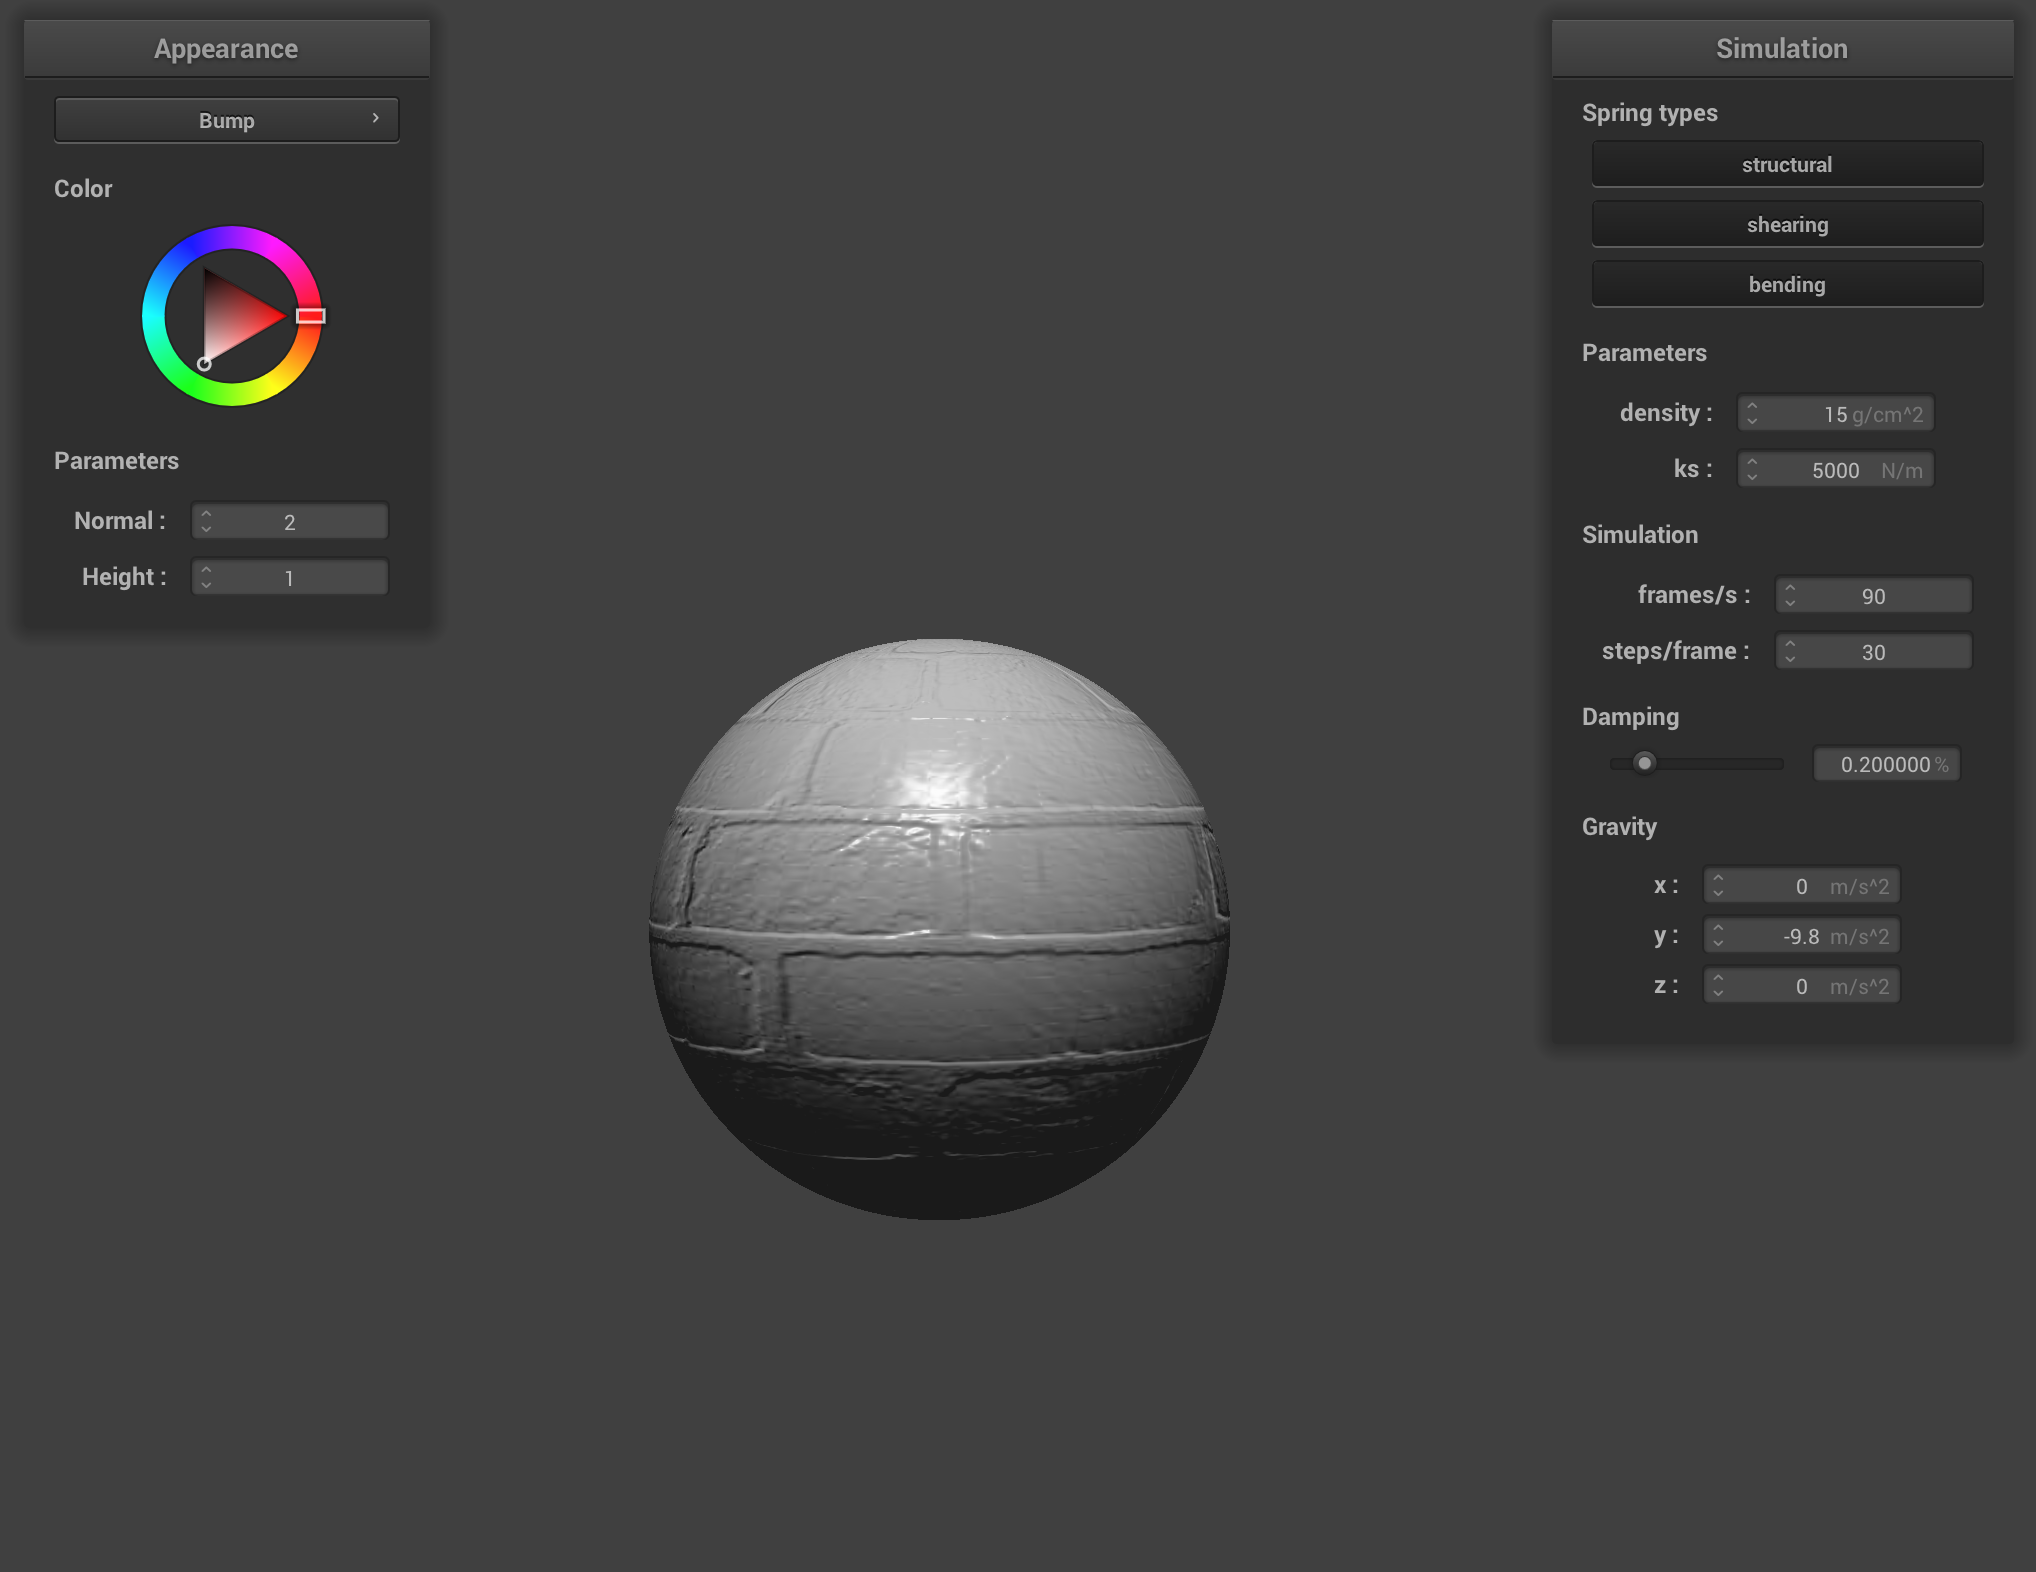 Appearance
Bump
Color
Parameters
Normal : 2
Height : 1
Simulation
Spring types
structural
shearing
bending
Parameters
density : 15 g/cm^2
ks : 5000 N/m
Simulation
frames/s : 90
steps/frame : 30
Damping
0.200000 %
Gravity
x : 0 m/s^2
y : -9.8 m/s^2
z : 0 m/s^2